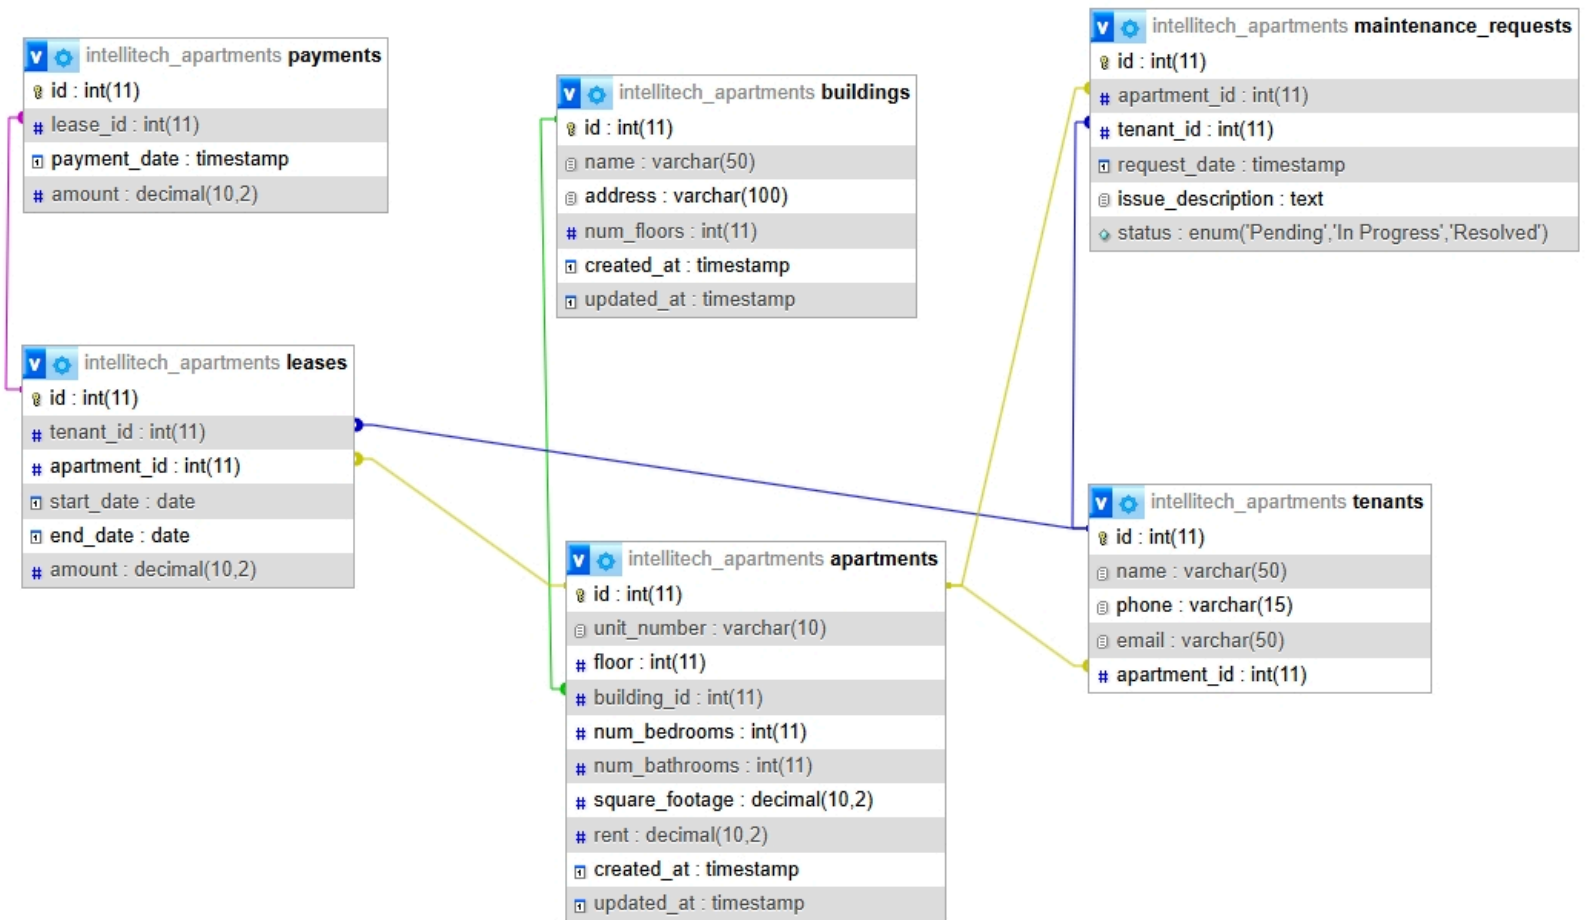 intellitech_apartments payments
id : int(11)
lease_id : int(11)
payment_date : timestamp
amount : decimal(10,2)
intellitech_apartments buildings
id : int(11)
name : varchar(50)
address : varchar(100)
num_floors : int(11)
created_at : timestamp
updated_at : timestamp
intellitech_apartments maintenance_requests
id : int(11)
apartment_id : int(11)
tenant_id : int(11)
request_date : timestamp
issue_description : text
status : enum('Pending','In Progress','Resolved')
intellitech_apartments leases
id : int(11)
tenant_id : int(11)
apartment_id : int(11)
start_date : date
end_date : date
amount : decimal(10,2)
intellitech_apartments apartments
id : int(11)
unit_number : varchar(10)
floor : int(11)
building_id : int(11)
num_bedrooms : int(11)
num_bathrooms : int(11)
square_footage : decimal(10,2)
rent : decimal(10,2)
created_at : timestamp
updated_at : timestamp
intellitech_apartments tenants
id : int(11)
name : varchar(50)
phone : varchar(15)
email : varchar(50)
apartment_id : int(11)